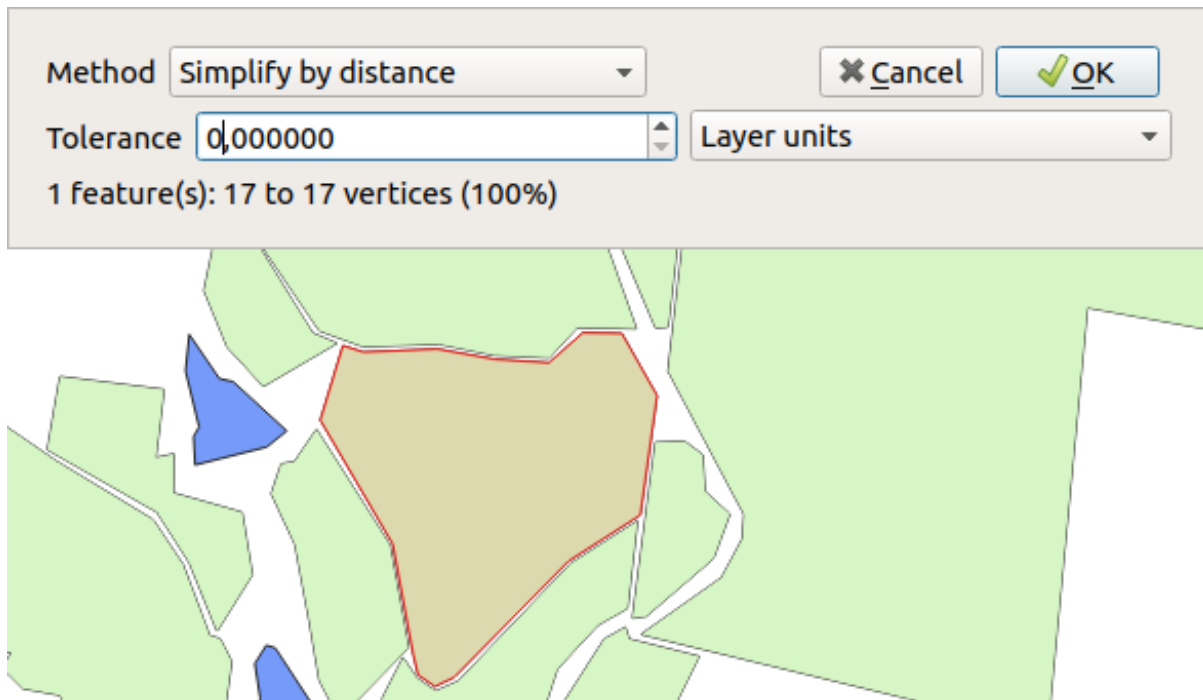 Method Simplify by distance Cancel OK
Tolerance 0,000000 Layer units
1 feature(s): 17 to 17 vertices (100%)